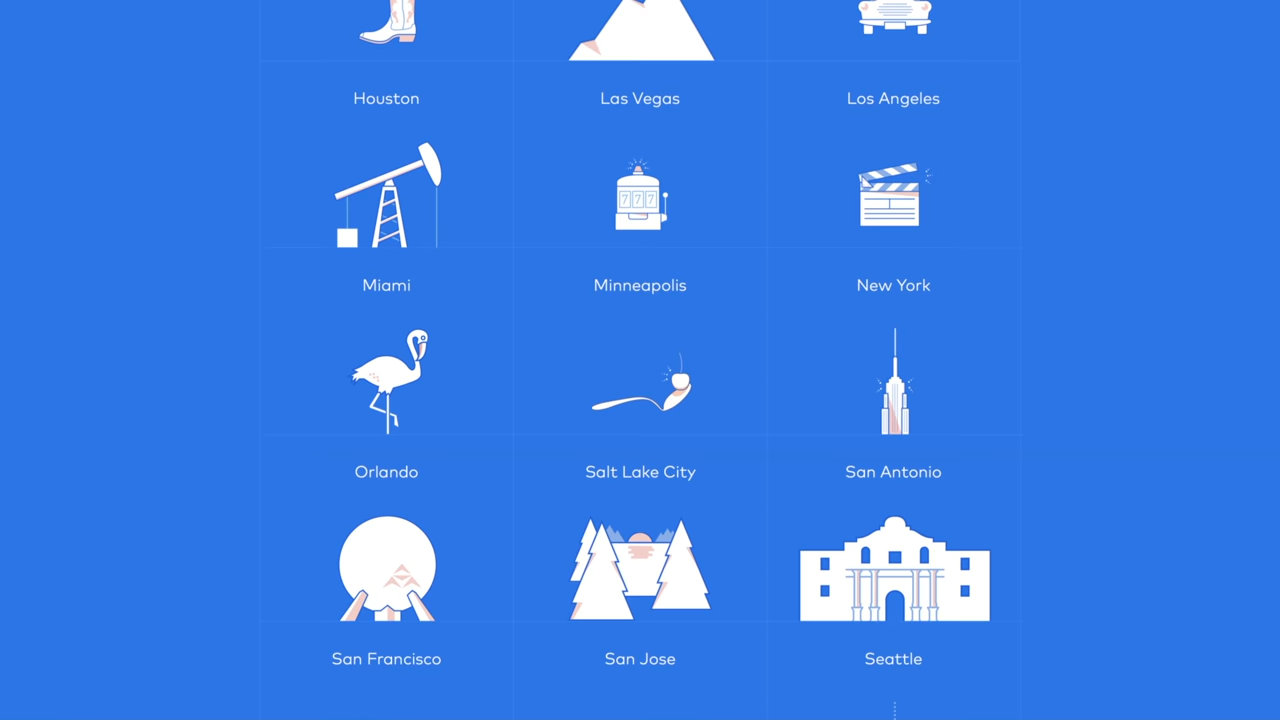 Houston
Las Vegas
Los Angeles
777
Miami
Minneapolis
New York
Orlando
Salt Lake City
San Antonio
San Francisco
San Jose
Seattle